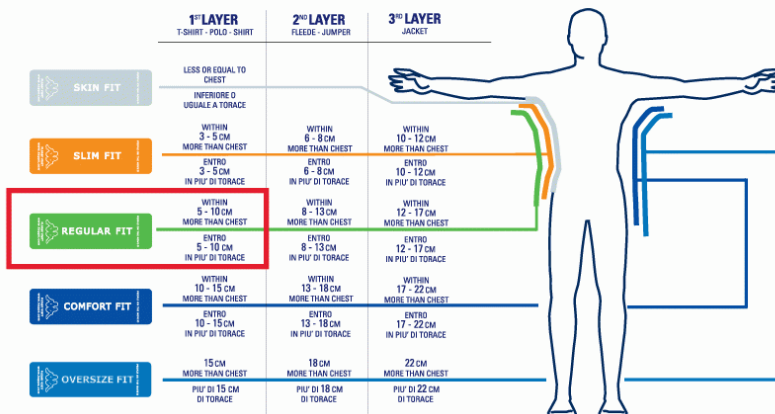 1ST LAYER
T-SHIRT - POLO - SHIRT
2ND LAYER
FLEEDE - JUMPER
3RD LAYER
JACKET
SKIN FIT
LESS OR EQUAL TO
CHEST
INFERIORE O
UGUALE A TORACE
SLIM FIT
WITHIN
3 - 5 CM
MORE THAN CHEST
ENTRO
3 - 5 CM
IN PIU' DI TORACE
WITHIN
6 - 8 CM
MORE THAN CHEST
ENTRO
6 - 8 CM
IN PIU' DI TORACE
WITHIN
10 - 12 CM
MORE THAN CHEST
ENTRO
10 - 12 CM
IN PIU' DI TORACE
REGULAR FIT
WITHIN
5 - 10 CM
MORE THAN CHEST
ENTRO
5 - 10 CM
IN PIU' DI TORACE
WITHIN
8 - 13 CM
MORE THAN CHEST
ENTRO
8 - 13 CM
IN PIU' DI TORACE
WITHIN
12 - 17 CM
MORE THAN CHEST
ENTRO
12 - 17 CM
IN PIU' DI TORACE
COMFORT FIT
WITHIN
10 - 15 CM
MORE THAN CHEST
ENTRO
10 - 15 CM
IN PIU' DI TORACE
WITHIN
13 - 18 CM
MORE THAN CHEST
ENTRO
13 - 18 CM
IN PIU' DI TORACE
WITHIN
17 - 22 CM
MORE THAN CHEST
ENTRO
17 - 22 CM
IN PIU' DI TORACE
OVERSIZE FIT
15 CM
MORE THAN CHEST
PIU' DI 15 CM
DI TORACE
18 CM
MORE THAN CHEST
PIU' DI 18 CM
DI TORACE
22 CM
MORE THAN CHEST
PIU' DI 22 CM
DI TORACE